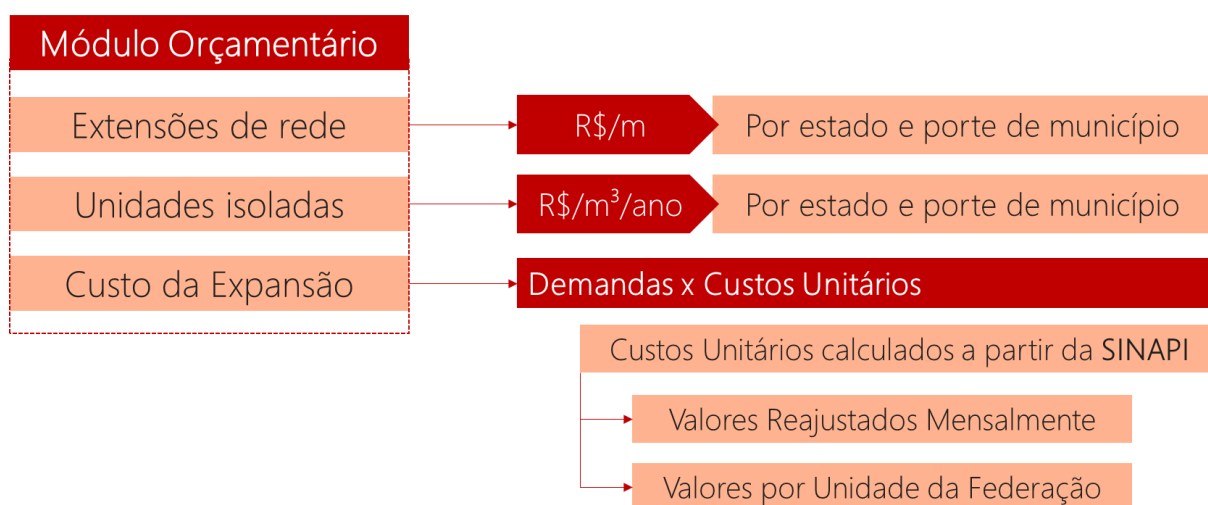 Módulo Orçamentário
Extensões de rede
R$/m
Por estado e porte de município
Unidades isoladas
R$/m³/ano
Por estado e porte de município
Custo da Expansão
Demandas x Custos Unitários
Custos Unitários calculados a partir da SINAPI
Valores Reajustados Mensalmente
Valores por Unidade da Federação